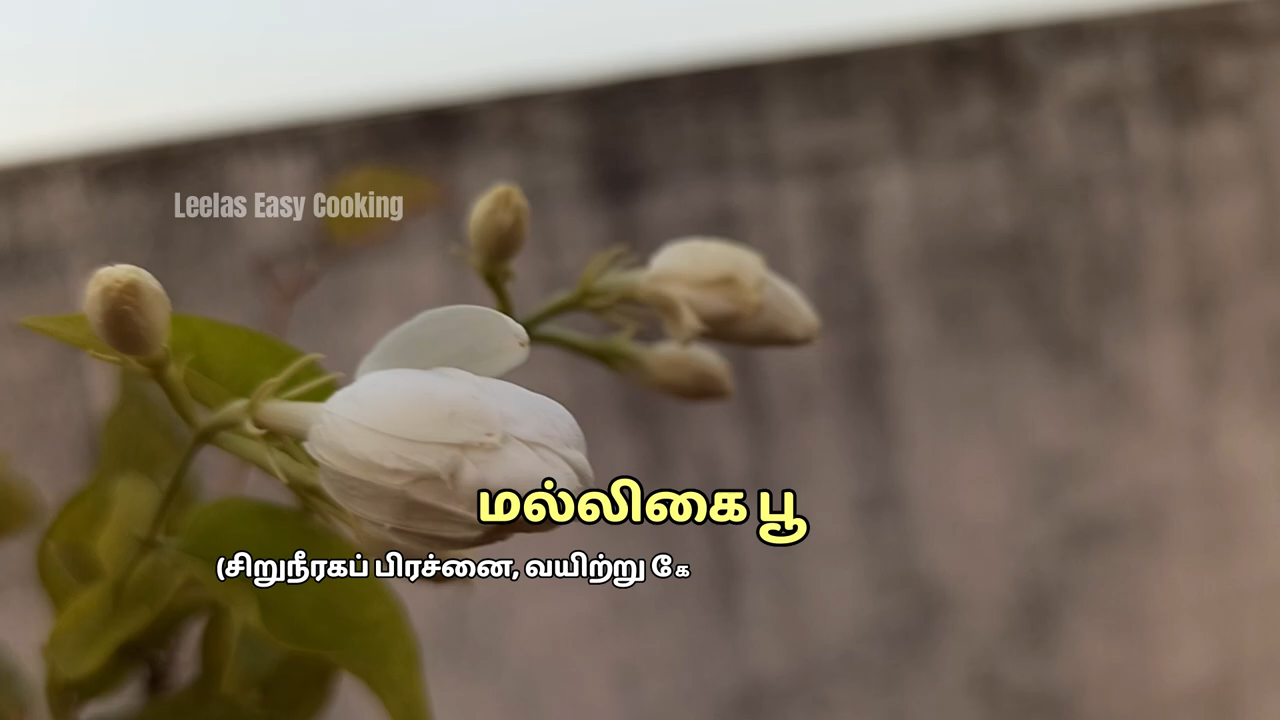 Leelas Easy Cooking
மல்லிகை பூ
(சிறுநீரகப் பிரச்னை, வயிற்று கே